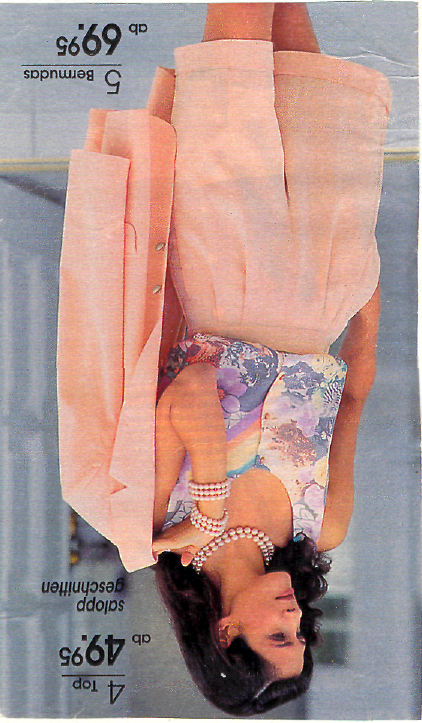 4 Top
ab 49.95
salopp
geschnitten
5 Bermudas
ab 69.95